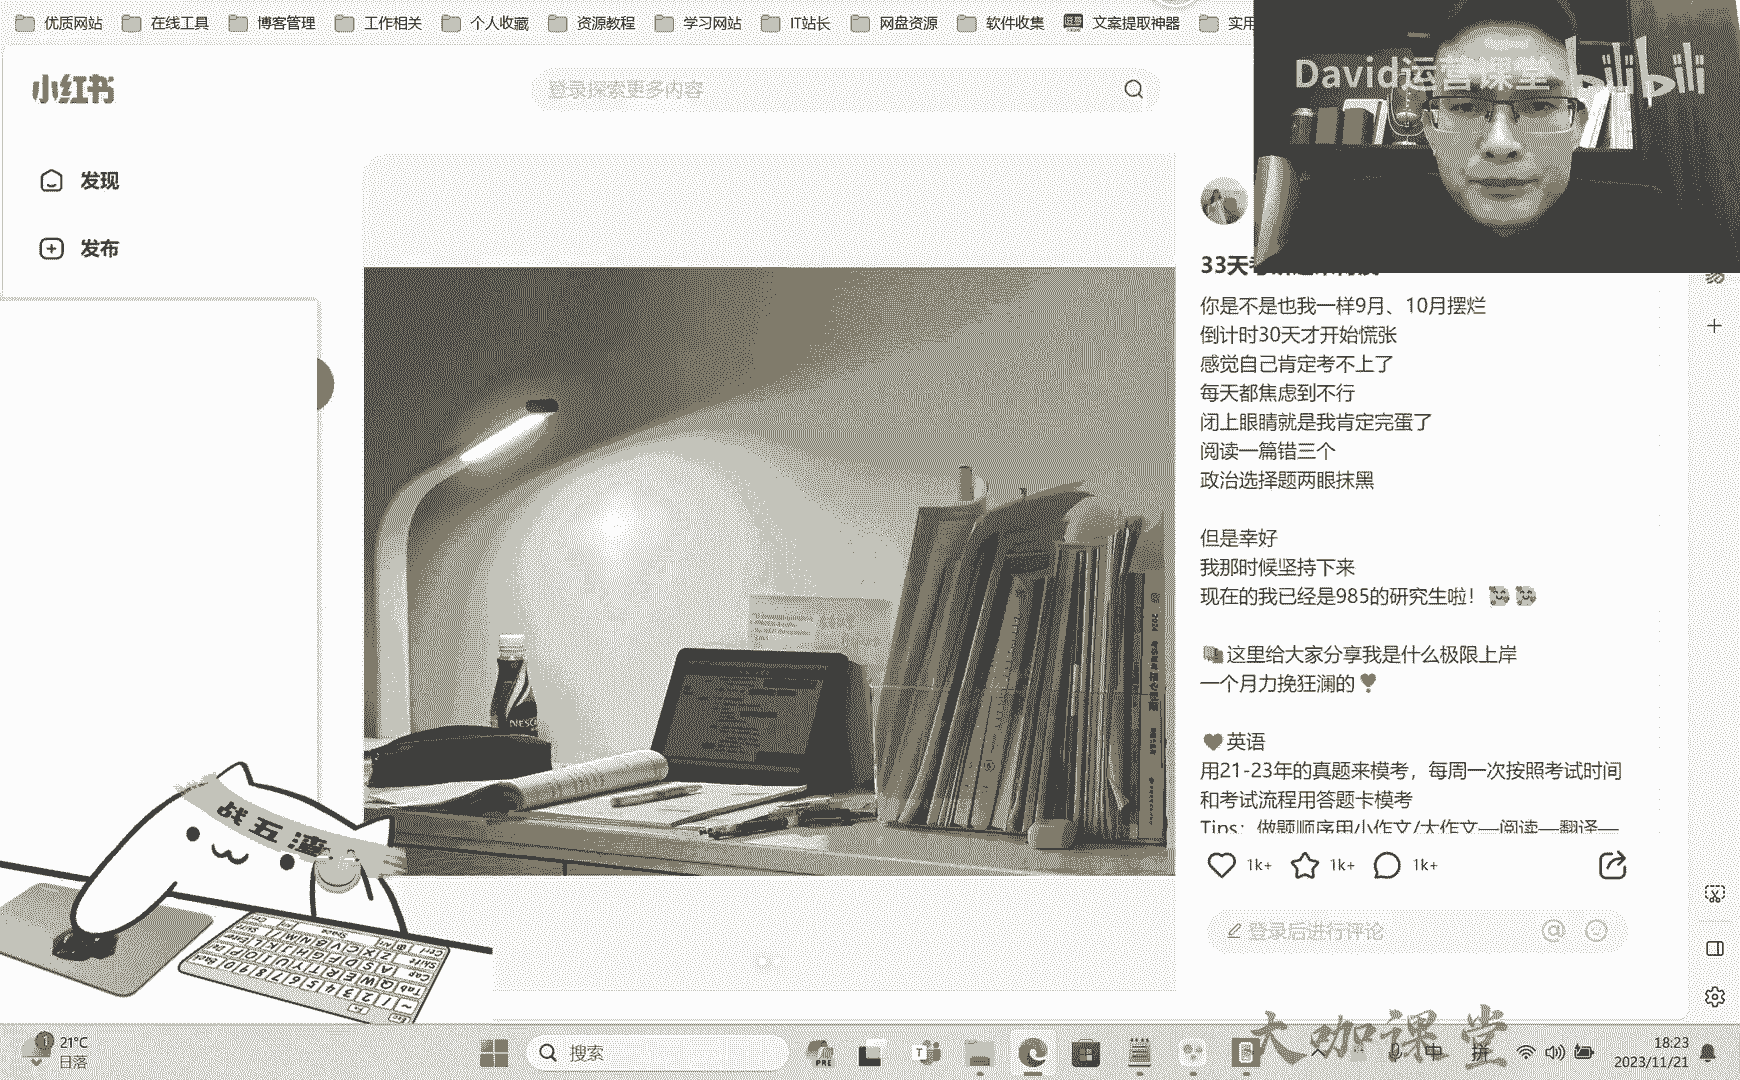 优质网站 在线工具 博客管理 工作相关 个人收藏 资源教程 学习网站 IT站长 网盘资源 软件收集 文案提取神器 实用
David运营课堂 bilibili
小红书
登录探索更多内容
发现
发布
33天
你是不是也我一样9月、10月摆烂
倒计时30天才开始慌张
感觉自己肯定考不上了
每天都焦虑到不行
闭上眼睛就是我肯定完蛋了
阅读一篇错三个
政治选择题两眼抹黑
但是幸好
我那时候坚持下来
现在的我已经是985的研究生啦！
这里给大家分享我是什么极限上岸
一个月力挽狂澜的
英语
用21-23年的真题来模考，每周一次按照考试时间
和考试流程用答题卡模考
Tips：做题顺序用小作文/大作文—阅读—翻译—
1k+ 1k+ 1k+
登录后进行评论
NESC
战五渣
大咖课堂
21°C
日落
搜索
PRE
中 拼
18:23
2023/11/21